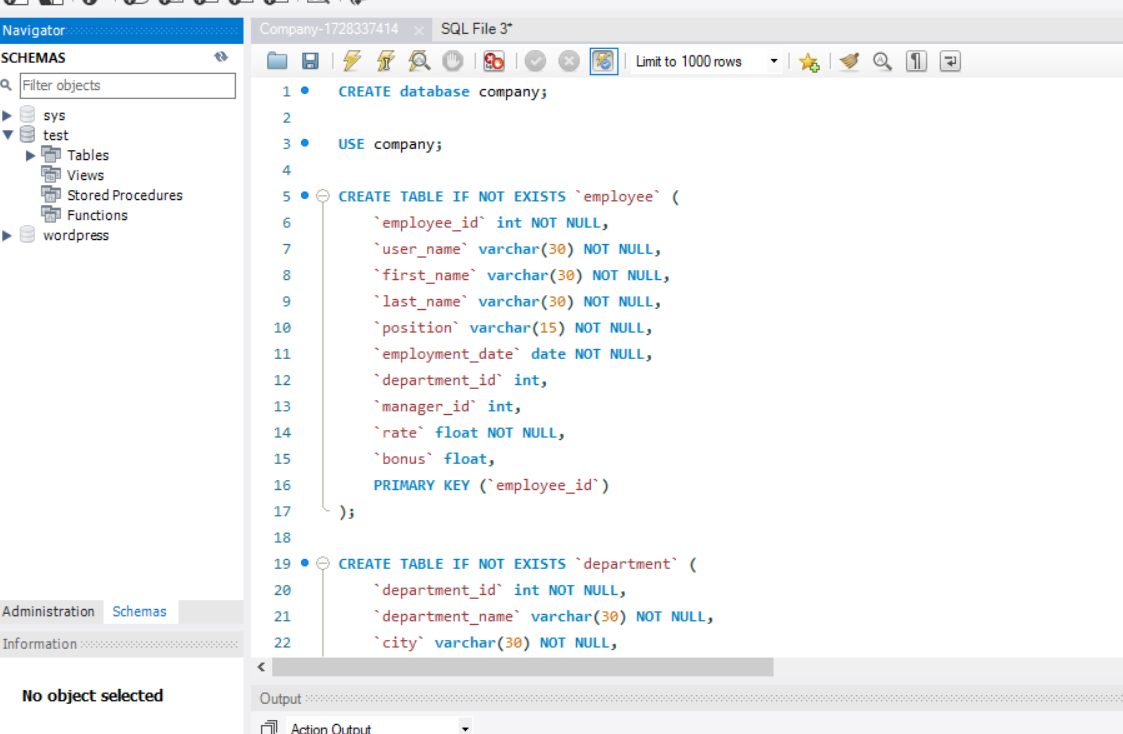 Navigator
SCHEMAS
Filter objects
sys
test
Tables
Views
Stored Procedures
Functions
wordpress
Administration Schemas
Information
No object selected
Company-1728337414 × SQL File 3*
Limit to 1000 rows
1 CREATE database company;
2
3 USE company;
4
5 CREATE TABLE IF NOT EXISTS `employee` (
6 `employee_id` int NOT NULL,
7 `user_name` varchar(30) NOT NULL,
8 `first_name` varchar(30) NOT NULL,
9 `last_name` varchar(30) NOT NULL,
10 `position` varchar(15) NOT NULL,
11 `employment_date` date NOT NULL,
12 `department_id` int,
13 `manager_id` int,
14 `rate` float NOT NULL,
15 `bonus` float,
16 PRIMARY KEY (`employee_id`)
17 );
18
19 CREATE TABLE IF NOT EXISTS `department` (
20 `department_id` int NOT NULL,
21 `department_name` varchar(30) NOT NULL,
22 `city` varchar(30) NOT NULL,
Output
Action Output